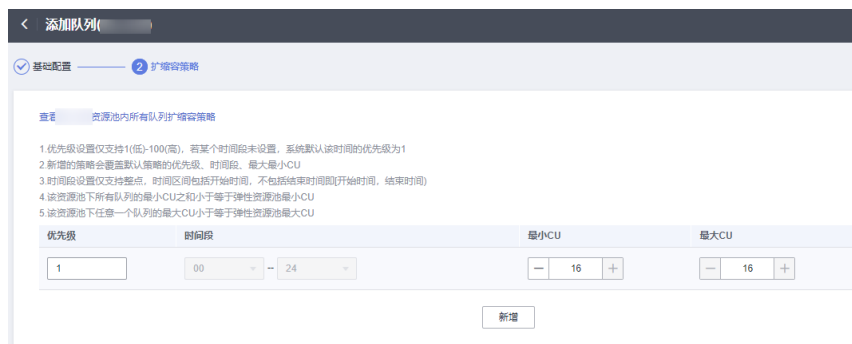 添加队列(
基础配置 2 扩缩容策略
查看 资源池内所有队列扩缩容策略
1.优先级设置仅支持1(低)-100(高)，若某个时间段未设置，系统默认该时间的优先级为1
2.新增的策略会覆盖默认策略的优先级、时间段、最大最小CU
3.时间段设置仅支持整点，时间区间包括开始时间，不包括结束时间即[开始时间，结束时间)
4.该资源池下所有队列的最小CU之和小于等于弹性资源池最小CU
5.该资源池下任意一个队列的最大CU小于等于弹性资源池最大CU
优先级 时间段 最小CU 最大CU
1 00 -- 24 — 16 + — 16 +
新增